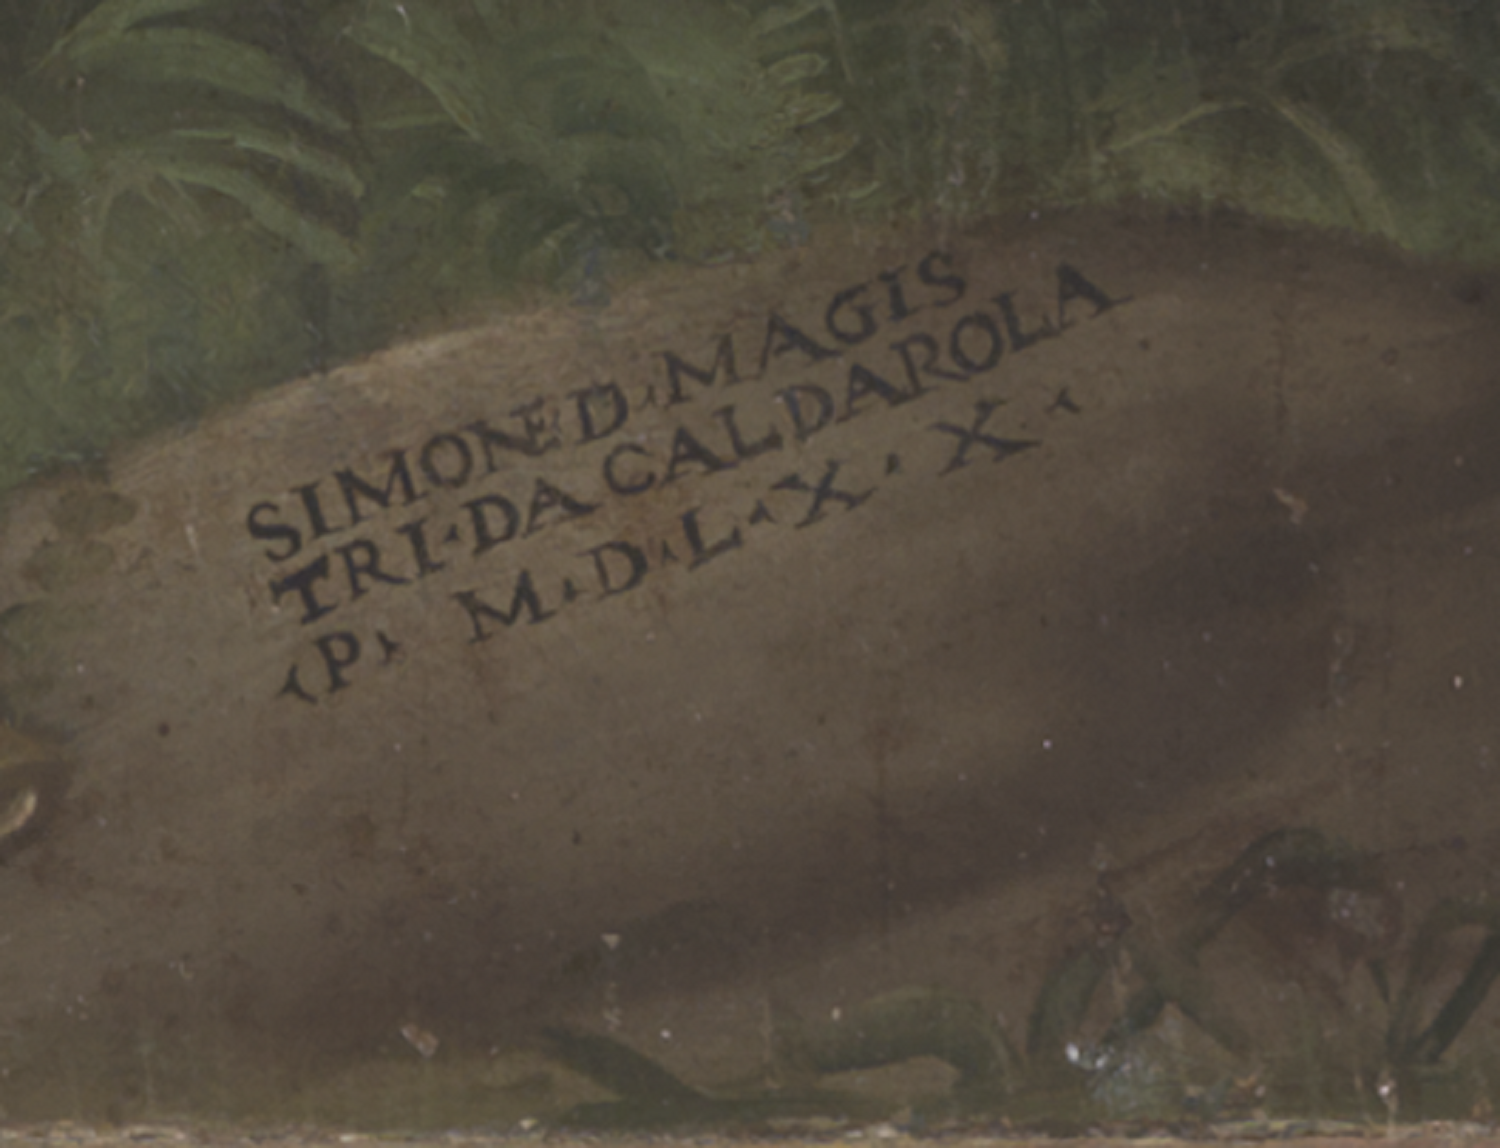 SIMONE D · MAGIS
TRI · DA CALDAROLA
· P · M · D · L · X · X ·